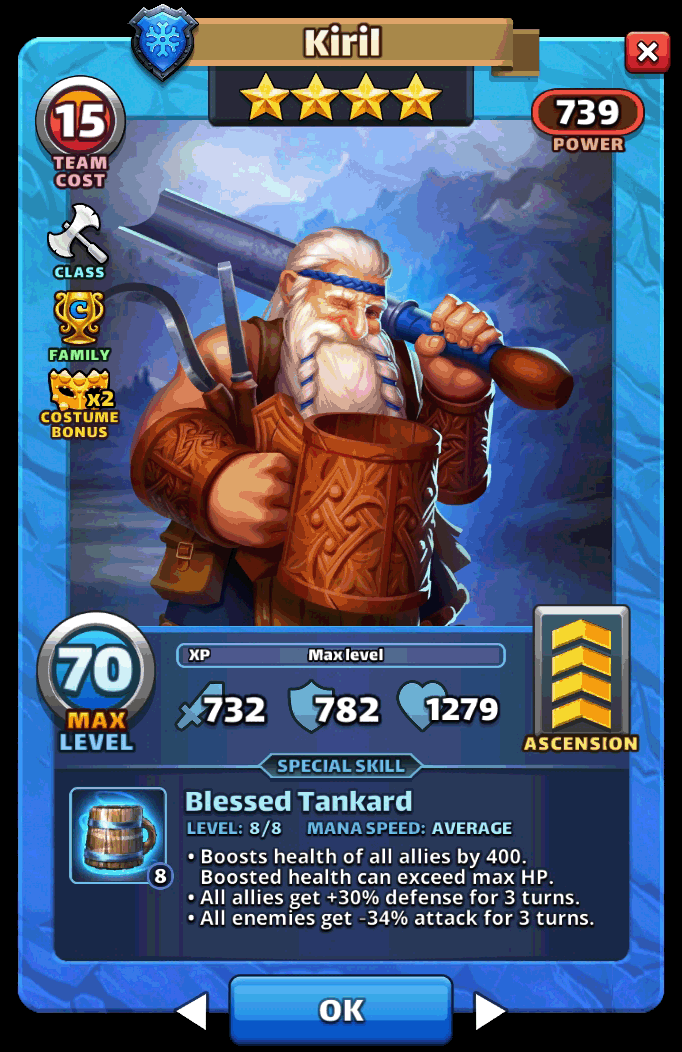 Kiril
15
TEAM
COST
739
POWER
CLASS
C
FAMILY
x2
COSTUME
BONUS
70
MAX
LEVEL
XP Max level
732 782 1279
ASCENSION
SPECIAL SKILL
Blessed Tankard
LEVEL: 8/8 MANA SPEED: AVERAGE
8
• Boosts health of all allies by 400.
Boosted health can exceed max HP.
• All allies get +30% defense for 3 turns.
• All enemies get -34% attack for 3 turns.
OK